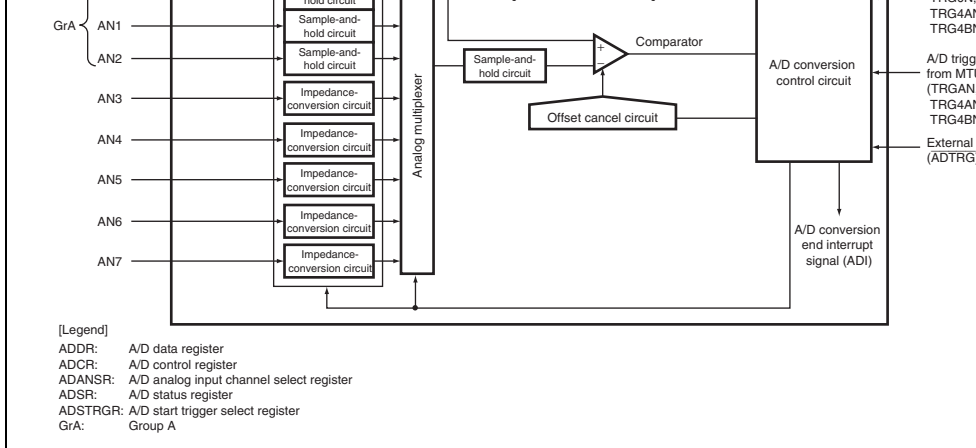 hold circuit
GrA
AN1
Sample-and-
hold circuit
AN2
Sample-and-
hold circuit
AN3
Impedance-
conversion circuit
AN4
Impedance-
conversion circuit
AN5
Impedance-
conversion circuit
AN6
Impedance-
conversion circuit
AN7
Impedance-
conversion circuit
Analog multiplexer
Sample-and-
hold circuit
+
−
Comparator
Offset cancel circuit
A/D conversion
control circuit
TRG4AN
TRG4BN
A/D trigg
from MTU
(TRGAN
TRG4AN
TRG4BN
External
(ADTRG
A/D conversion
end interrupt
signal (ADI)
[Legend]
ADDR: A/D data register
ADCR: A/D control register
ADANSR: A/D analog input channel select register
ADSR: A/D status register
ADSTRGR: A/D start trigger select register
GrA: Group A